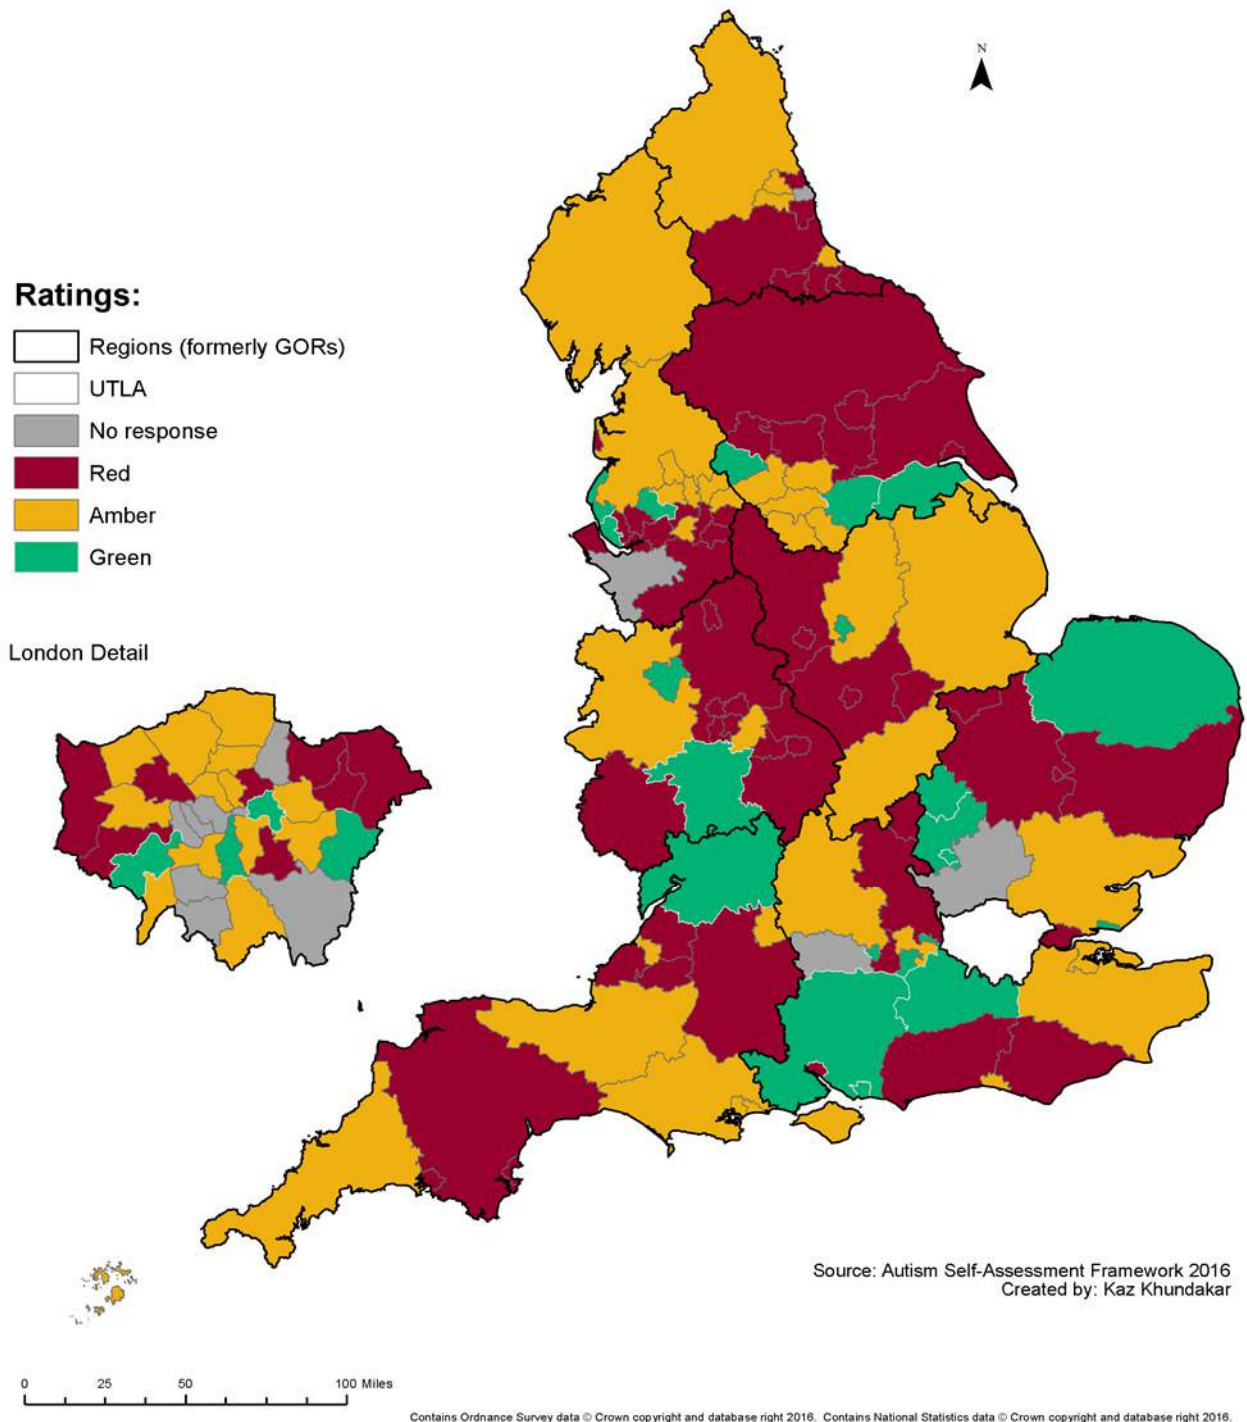 N
Ratings:
Regions (formerly GORs)
UTLA
No response
Red
Amber
Green
London Detail
Source: Autism Self-Assessment Framework 2016
Created by: Kaz Khundakar
0 25 50 100 Miles
Contains Ordnance Survey data © Crown copyright and database right 2016. Contains National Statistics data © Crown copyright and database right 2016.